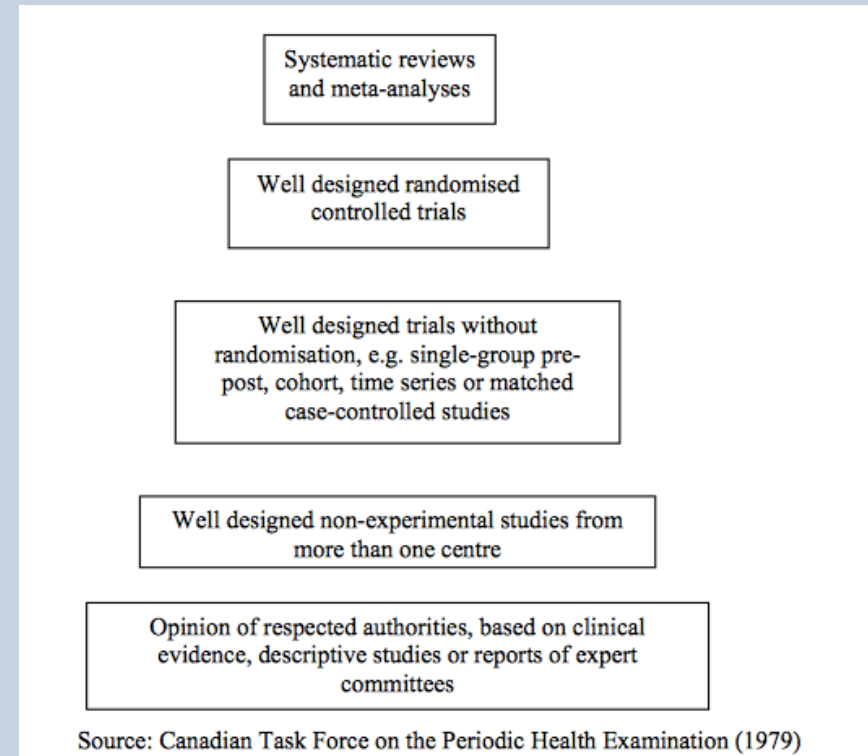 Systematic reviews
and meta-analyses
Well designed randomised
controlled trials
Well designed trials without
randomisation, e.g. single-group pre-
post, cohort, time series or matched
case-controlled studies
Well designed non-experimental studies from
more than one centre
Opinion of respected authorities, based on clinical
evidence, descriptive studies or reports of expert
committees
Source: Canadian Task Force on the Periodic Health Examination (1979)